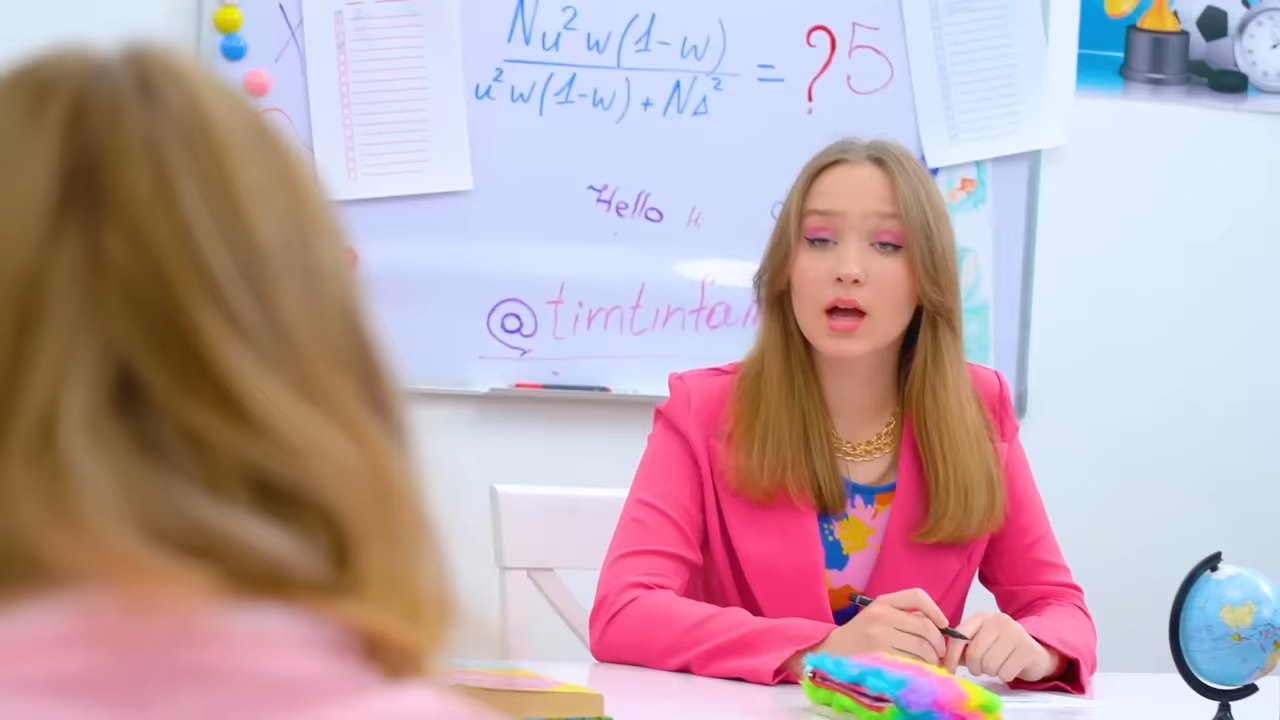 Nu²w(1-w)
u²w(1-w)+NΔ² = ?5
Hello
@timtinfa